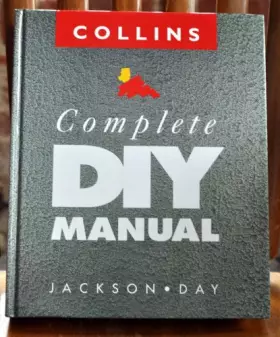 COLLINS
Complete
DIY
MANUAL
JACKSON • DAY